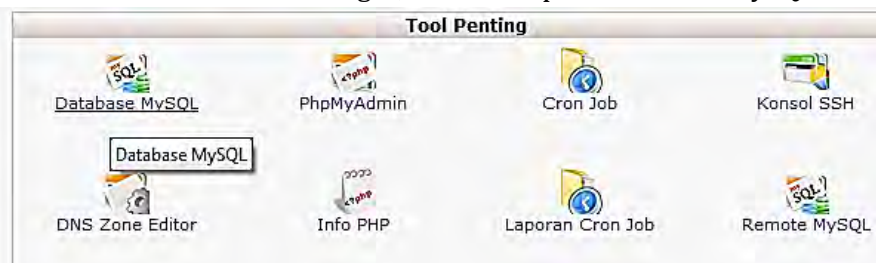 Tool Penting
Database MySQL PhpMyAdmin Cron Job Konsol SSH
Database MySQL
DNS Zone Editor Info PHP Laporan Cron Job Remote MySQL